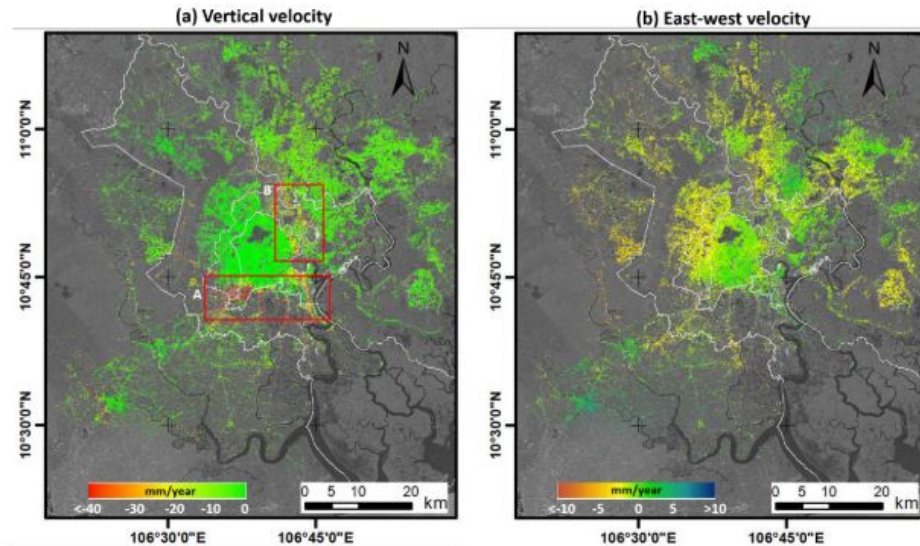 (a) Vertical velocity
(b) East-west velocity
N
N
11°0'0"N
11°0'0"N
B
10°45'0"N
10°45'0"N
A
10°30'0"N
10°30'0"N
mm/year
<-40 -30 -20 -10 0
0 5 10 20
km
mm/year
<-10 -5 0 5 >10
0 5 10 20
km
106°30'0"E 106°45'0"E
106°30'0"E 106°45'0"E